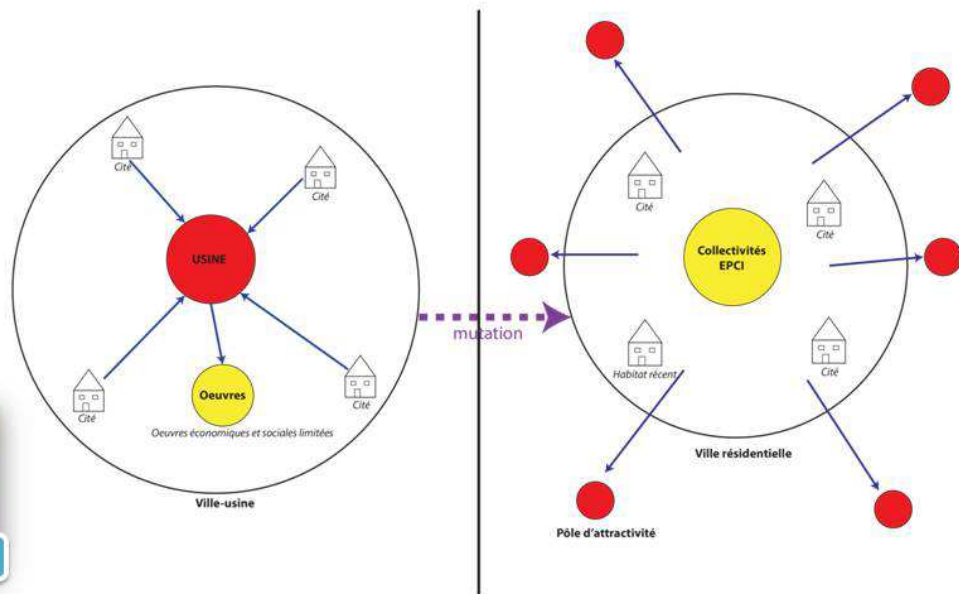 Cité
Cité
USINE
Cité
Cité
Oeuvres
Oeuvres économiques et sociales limitées
Ville-usine
mutation
Cité
Cité
Collectivités
EPCI
Habitat récent
Cité
Ville résidentielle
Pôle d'attractivité